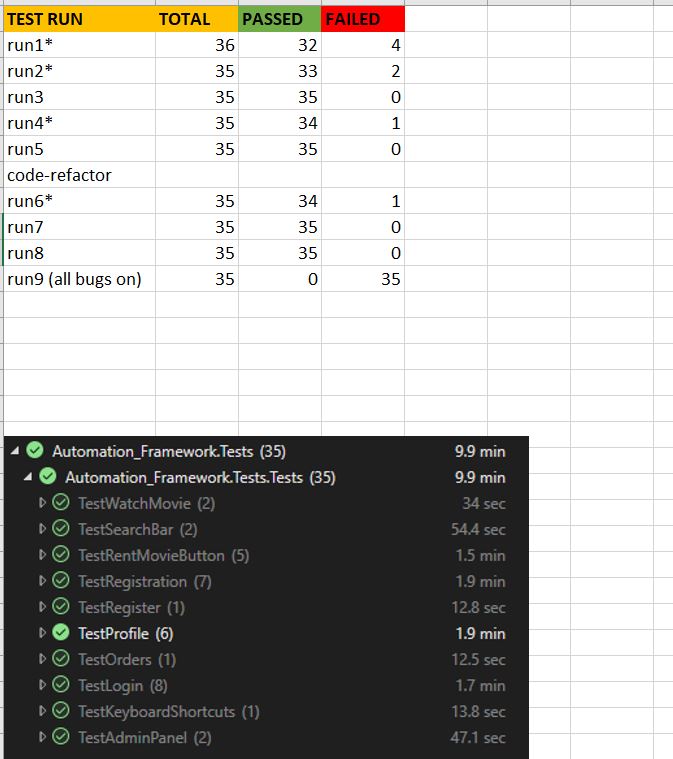 TEST RUN TOTAL PASSED FAILED
run1* 36 32 4
run2* 35 33 2
run3 35 35 0
run4* 35 34 1
run5 35 35 0
code-refactor
run6* 35 34 1
run7 35 35 0
run8 35 35 0
run9 (all bugs on) 35 0 35
Automation_Framework.Tests (35) 9.9 min
Automation_Framework.Tests.Tests (35) 9.9 min
TestWatchMovie (2) 34 sec
TestSearchBar (2) 54.4 sec
TestRentMovieButton (5) 1.5 min
TestRegistration (7) 1.9 min
TestRegister (1) 12.8 sec
TestProfile (6) 1.9 min
TestOrders (1) 12.5 sec
TestLogin (8) 1.7 min
TestKeyboardShortcuts (1) 13.8 sec
TestAdminPanel (2) 47.1 sec